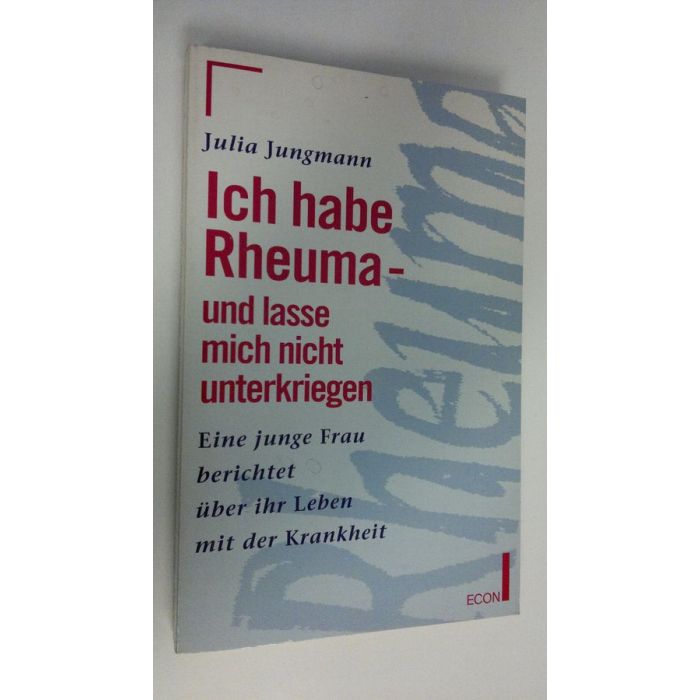 Julia Jungmann
Ich habe
Rheuma -
und lasse
mich nicht
unterkriegen
Eine junge Frau
berichtet
über ihr Leben
mit der Krankheit
Rheuma
ECON